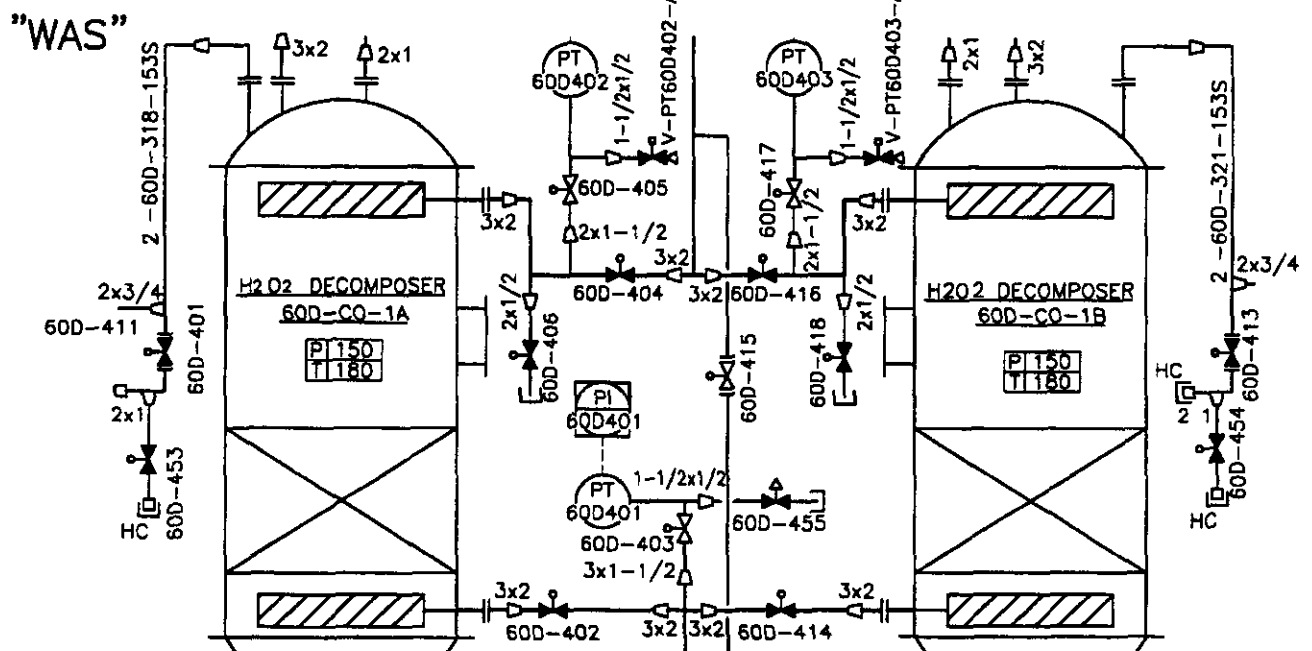 "WAS"
2-60D-318-153S
3x2
2x1
PT
60D402
1-1/2x1/2
V-PT60D402-
PT
60D403
1-1/2x1/2
V-PT60D403-
2x1
3x2
2-60D-321-153S
60D-405
60D-417
3x2
2x1-1/2
2x1-1/2
3x2
H2O2 DECOMPOSER
60D-CO-1A
P 150
T 180
60D-404
3x2
3x2
60D-416
H2O2 DECOMPOSER
60D-CO-1B
P 150
T 180
2x3/4
60D-411
60D-401
2x1/2
60D-406
60D-415
2x1/2
60D-418
2x3/4
60D-413
2x1
60D-453
HC
HC
2 1
60D-454
HC
PI
60D401
PT
60D401
1-1/2x1/2
60D-455
60D-403
3x1-1/2
3x2
60D-402
3x2
3x2
60D-414
3x2